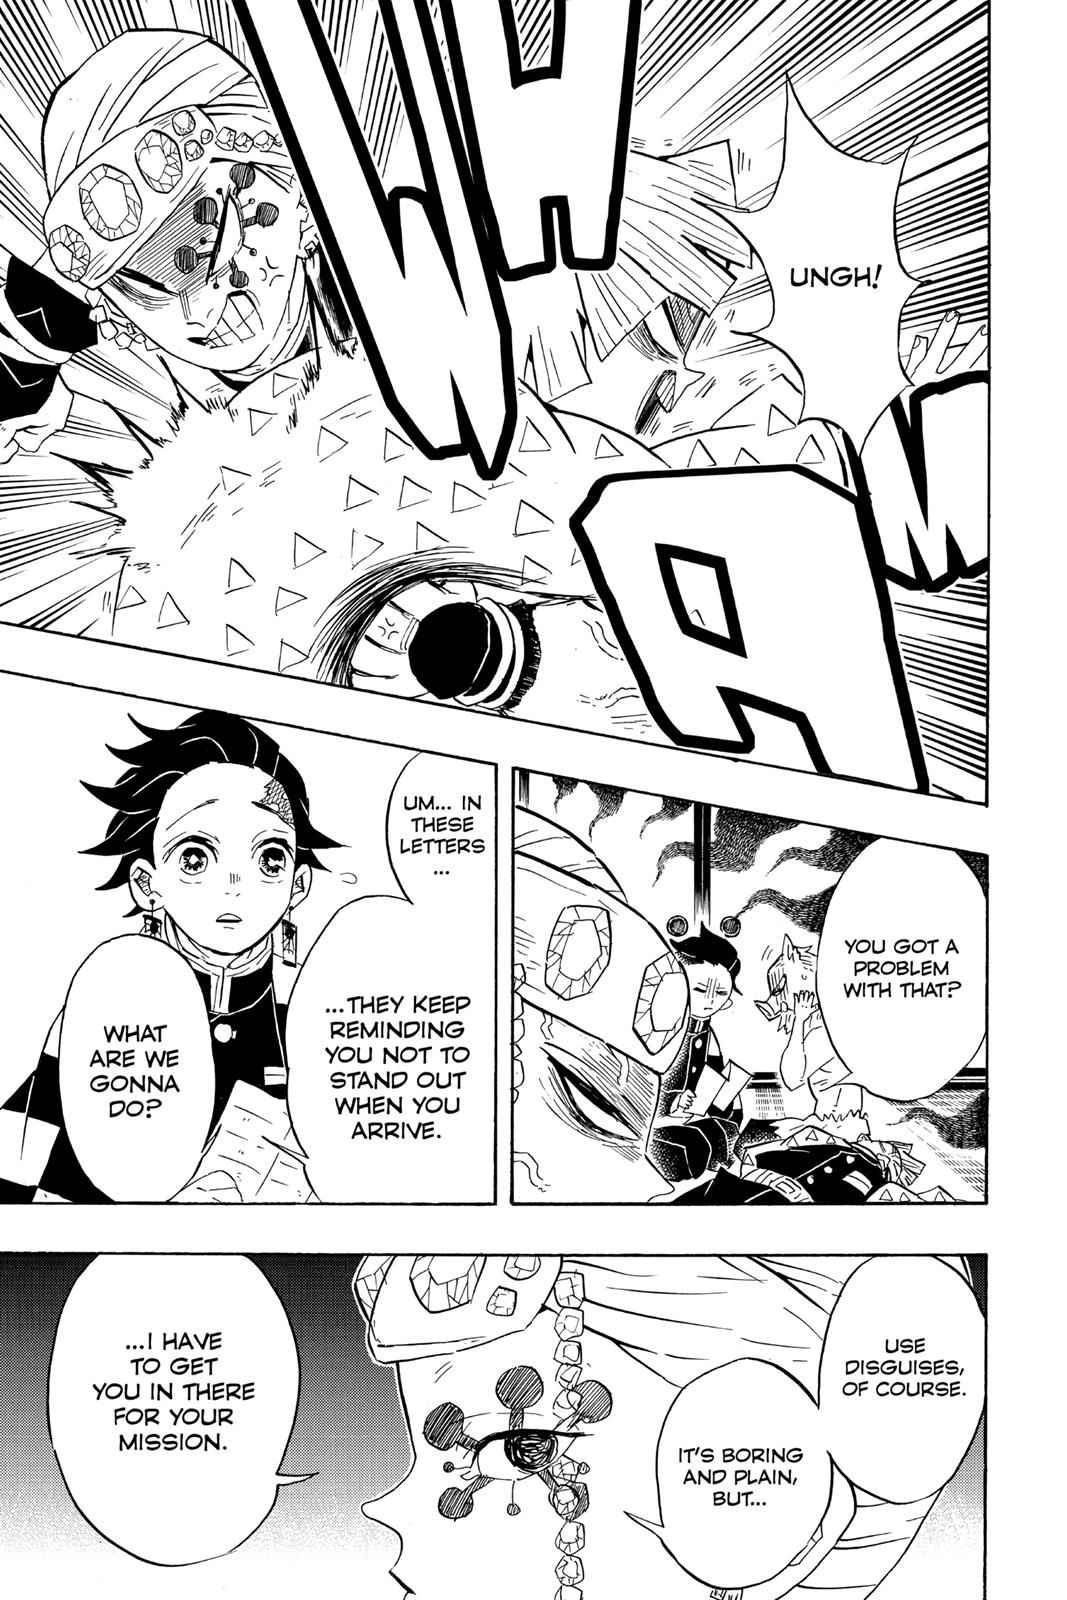 WHAM
UNGH!
YOU GOT A
PROBLEM
WITH THAT?
UM... IN
THESE
LETTERS
...
...THEY KEEP
REMINDING
YOU NOT TO
STAND OUT
WHEN YOU
ARRIVE.
WHAT
ARE WE
GONNA
DO?
USE
DISGUISES,
OF COURSE.
IT'S BORING
AND PLAIN,
BUT...
...I HAVE
TO GET
YOU IN THERE
FOR YOUR
MISSION.